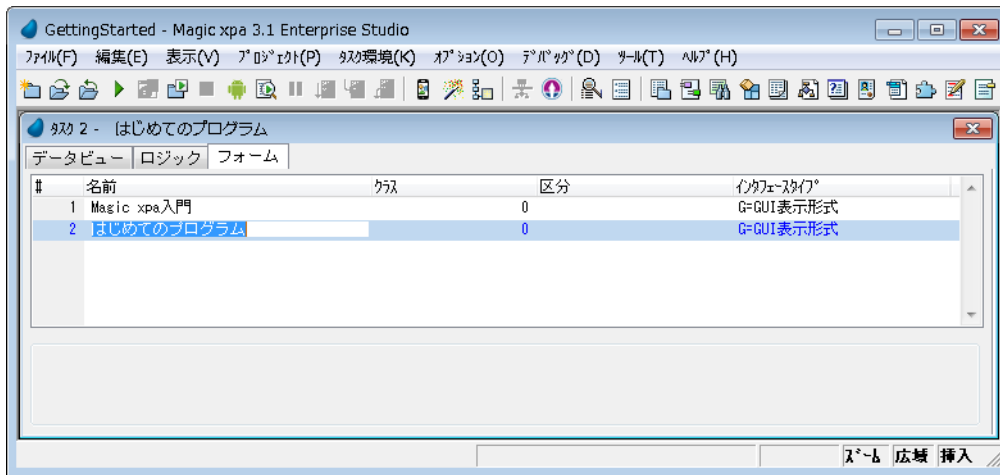 GettingStarted - Magic xpa 3.1 Enterprise Studio
ﾌｧｲﾙ(F) 編集(E) 表示(V) ﾌﾟﾛｼﾞｪｸﾄ(P) ﾀｽｸ環境(K) ｵﾌﾟｼｮﾝ(O) ﾃﾞﾊﾞｯｸﾞ(D) ﾂｰﾙ(T) ﾍﾙﾌﾟ(H)
ﾀｽｸ 2 - はじめてのプログラム
データビュー ロジック フォーム
# 名前 ｸﾗｽ 区分 ｲﾝﾀﾌｪｰｽﾀｲﾌﾟ
1 Magic xpa入門 0 G=GUI表示形式
2 はじめてのプログラム 0 G=GUI表示形式
ｽﾞｰﾑ 広域 挿入